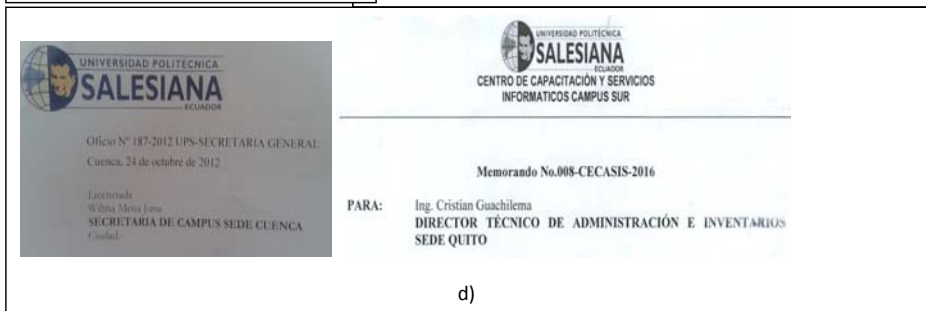 UNIVERSIDAD POLITÉCNICA
SALESIANA
ECUADOR
Oficio N° 187-2012 UPS-SECRETARIA GENERAL
Cuenca, 24 de octubre de 2012
Licenciada
Wilma
SECRETARIA DE CAMPUS SEDE CUENCA
Ciudad.-
UNIVERSIDAD POLITÉCNICA
SALESIANA
ECUADOR
CENTRO DE CAPACITACIÓN Y SERVICIOS
INFORMATICOS CAMPUS SUR
Memorando No.008-CECASIS-2016
PARA: Ing. Cristian Guachilema
DIRECTOR TÉCNICO DE ADMINISTRACIÓN E INVENTARIOS
SEDE QUITO
d)